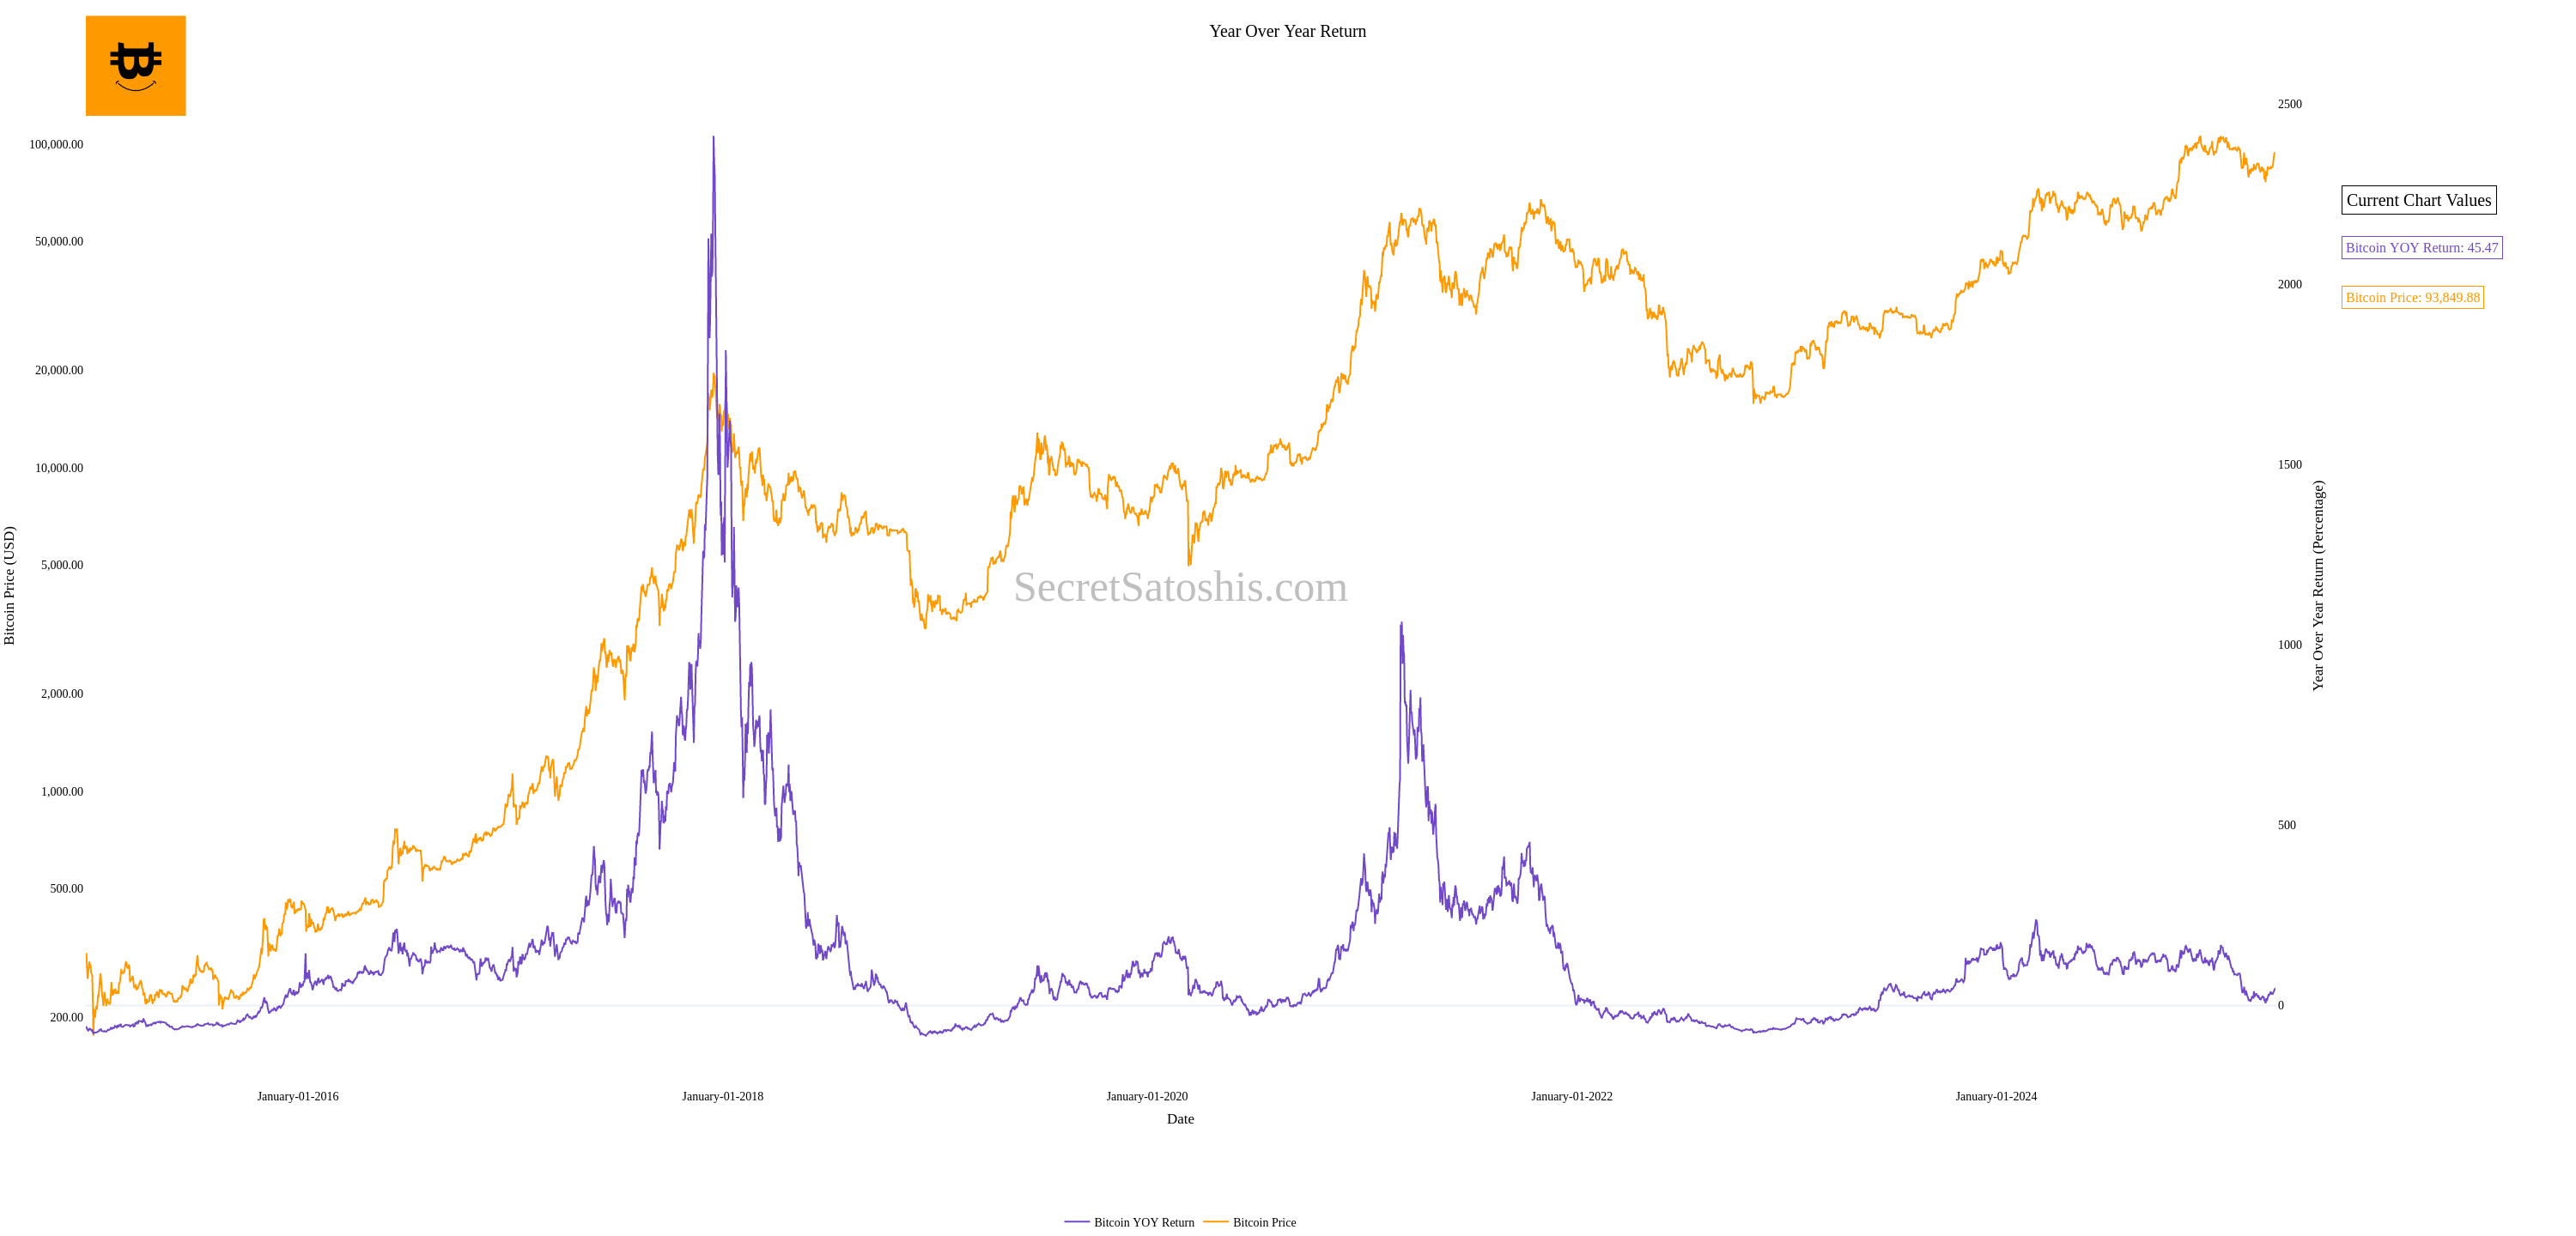 Year Over Year Return
100,000.00
50,000.00
20,000.00
10,000.00
5,000.00
2,000.00
1,000.00
500.00
200.00
Bitcoin Price (USD)
SecretSatoshis.com
2500
2000
1500
1000
500
0
Year Over Year Return (Percentage)
Current Chart Values
Bitcoin YOY Return: 45.47
Bitcoin Price: 93,849.88
January-01-2016
January-01-2018
January-01-2020
January-01-2022
January-01-2024
Date
Bitcoin YOY Return
Bitcoin Price